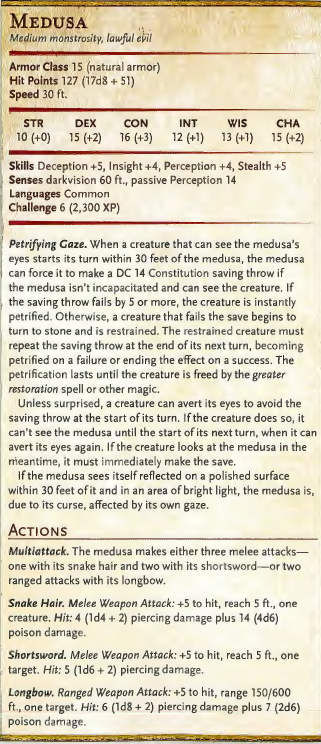 MEDUSA
Medium monstrosity, lawful evil
Armor Class 15 (natural armor)
Hit Points 127 (17d8 + 51)
Speed 30 ft.
STR DEX CON INT WIS CHA
10 (+0) 15 (+2) 16 (+3) 12 (+1) 13 (+1) 15 (+2)
Skills Deception +5, Insight +4, Perception +4, Stealth +5
Senses darkvision 60 ft., passive Perception 14
Languages Common
Challenge 6 (2,300 XP)
Petrifying Gaze. When a creature that can see the medusa's
eyes starts its turn within 30 feet of the medusa, the medusa
can force it to make a DC 14 Constitution saving throw if
the medusa isn't incapacitated and can see the creature. If
the saving throw fails by 5 or more, the creature is instantly
petrified. Otherwise, a creature that fails the save begins to
turn to stone and is restrained. The restrained creature must
repeat the saving throw at the end of its next turn, becoming
petrified on a failure or ending the effect on a success. The
petrification lasts until the creature is freed by the greater
restoration spell or other magic.
Unless surprised, a creature can avert its eyes to avoid the
saving throw at the start of its turn. If the creature does so, it
can't see the medusa until the start of its next turn, when it can
avert its eyes again. If the creature looks at the medusa in the
meantime, it must immediately make the save.
If the medusa sees itself reflected on a polished surface
within 30 feet of it and in an area of bright light, the medusa is,
due to its curse, affected by its own gaze.
ACTIONS
Multiattack. The medusa makes either three melee attacks—
one with its snake hair and two with its shortsword—or two
ranged attacks with its longbow.
Snake Hair. Melee Weapon Attack: +5 to hit, reach 5 ft., one
creature. Hit: 4 (1d4 + 2) piercing damage plus 14 (4d6)
poison damage.
Shortsword. Melee Weapon Attack: +5 to hit, reach 5 ft., one
target. Hit: 5 (1d6 + 2) piercing damage.
Longbow. Ranged Weapon Attack: +5 to hit, range 150/600
ft., one target. Hit: 6 (1d8 + 2) piercing damage plus 7 (2d6)
poison damage.